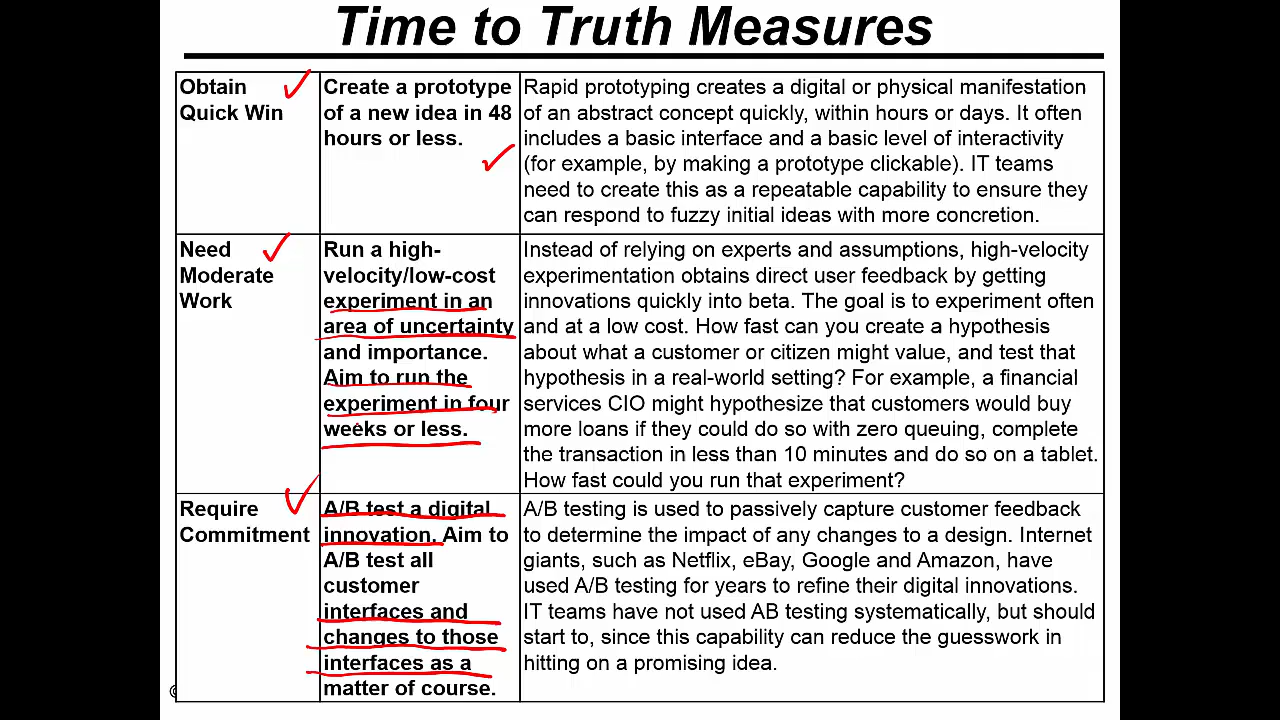 Time to Truth Measures
Obtain
Quick Win
Create a prototype
of a new idea in 48
hours or less.
Rapid prototyping creates a digital or physical manifestation
of an abstract concept quickly, within hours or days. It often
includes a basic interface and a basic level of interactivity
(for example, by making a prototype clickable). IT teams
need to create this as a repeatable capability to ensure they
can respond to fuzzy initial ideas with more concretion.
Need
Moderate
Work
Run a high-
velocity/low-cost
experiment in an
area of uncertainty
and importance.
Aim to run the
experiment in four
weeks or less.
Instead of relying on experts and assumptions, high-velocity
experimentation obtains direct user feedback by getting
innovations quickly into beta. The goal is to experiment often
and at a low cost. How fast can you create a hypothesis
about what a customer or citizen might value, and test that
hypothesis in a real-world setting? For example, a financial
services CIO might hypothesize that customers would buy
more loans if they could do so with zero queuing, complete
the transaction in less than 10 minutes and do so on a tablet.
How fast could you run that experiment?
Require
Commitment
A/B test a digital
innovation. Aim to
A/B test all
customer
interfaces and
changes to those
interfaces as a
matter of course.
A/B testing is used to passively capture customer feedback
to determine the impact of any changes to a design. Internet
giants, such as Netflix, eBay, Google and Amazon, have
used A/B testing for years to refine their digital innovations.
IT teams have not used AB testing systematically, but should
start to, since this capability can reduce the guesswork in
hitting on a promising idea.